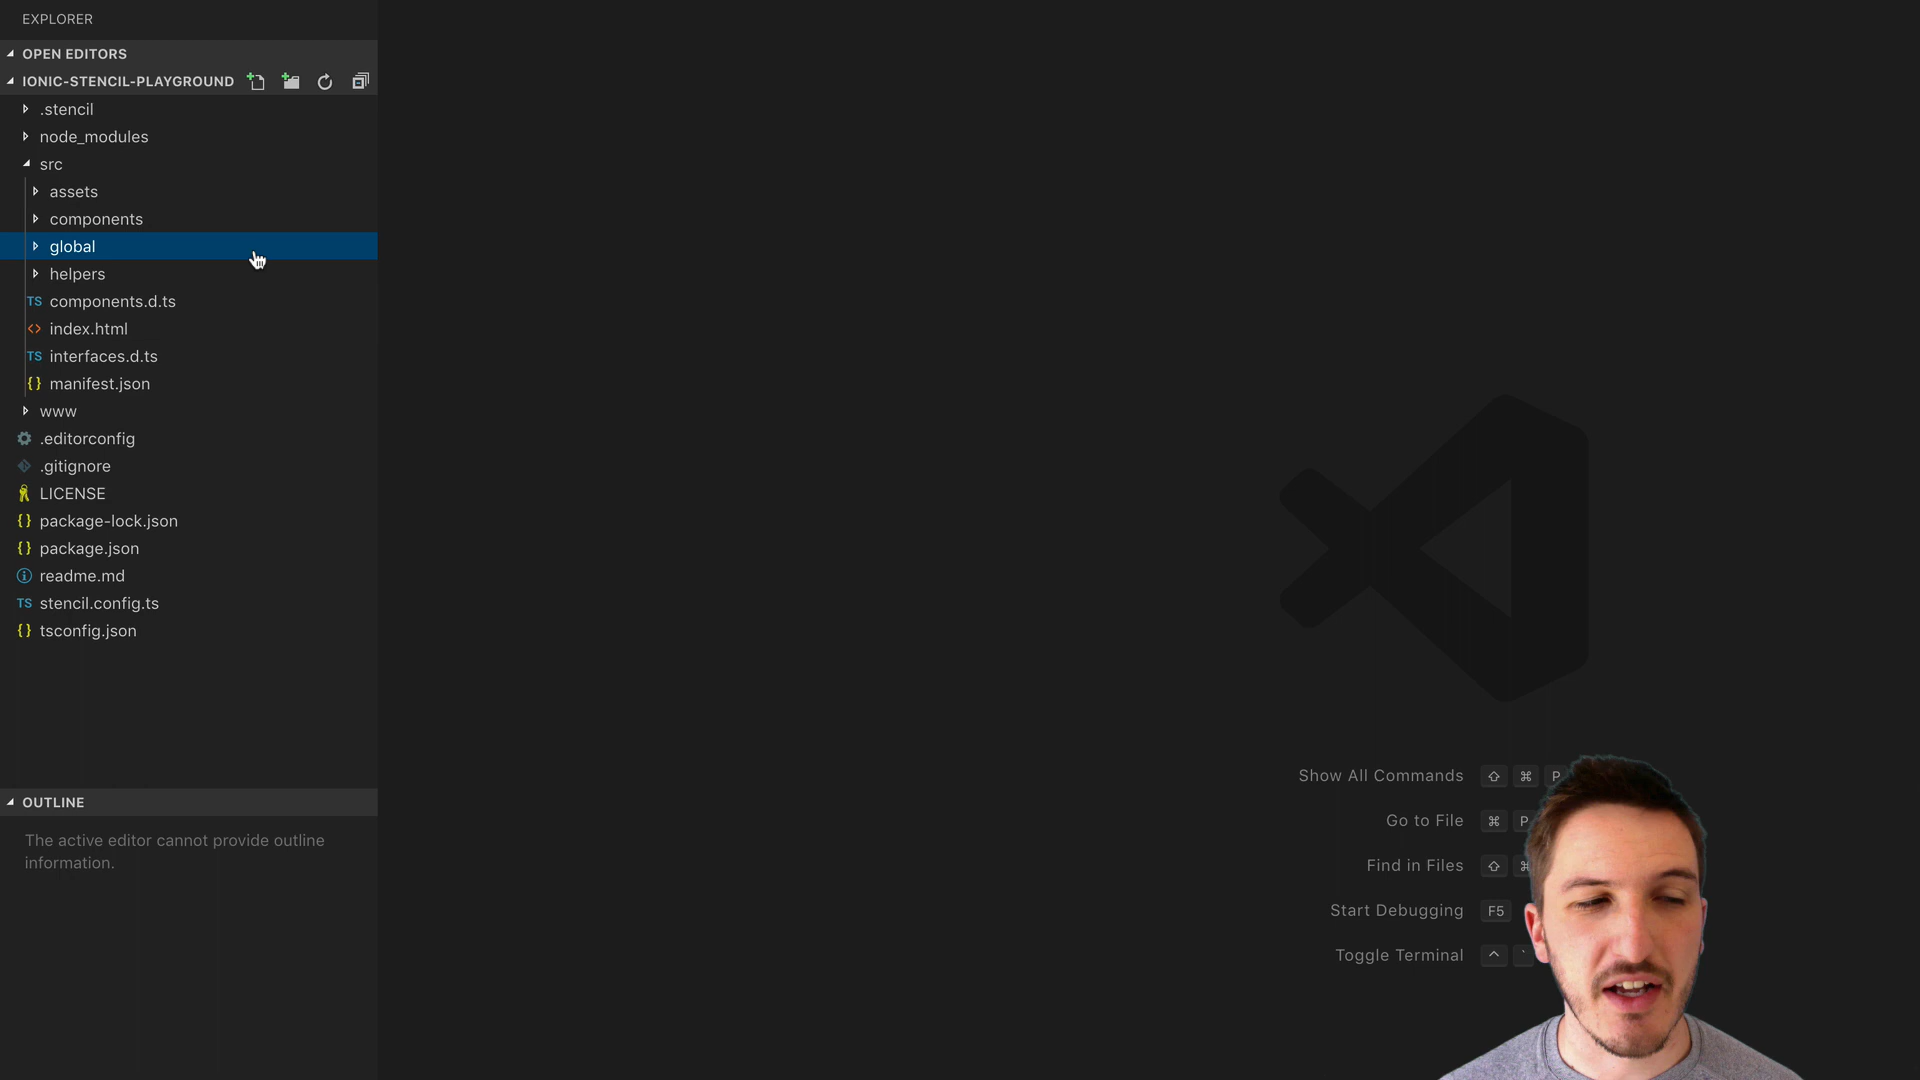 EXPLORER
OPEN EDITORS
IONIC-STENCIL-PLAYGROUND
.stencil
node_modules
src
assets
components
global
helpers
TS components.d.ts
<> index.html
TS interfaces.d.ts
{} manifest.json
www
.editorconfig
.gitignore
LICENSE
{} package-lock.json
{} package.json
readme.md
TS stencil.config.ts
{} tsconfig.json
OUTLINE
The active editor cannot provide outline
information.
Show All Commands ⇧ ⌘ P
Go to File ⌘ P
Find in Files ⇧ ⌘
Start Debugging F5
Toggle Terminal ^ `